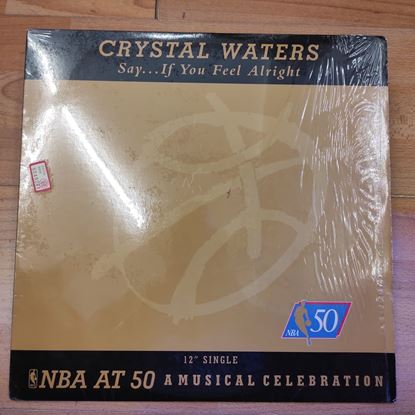 CRYSTAL WATERS
Say...If You Feel Alright
NBA 50
12" SINGLE
NBA AT 50 A MUSICAL CELEBRATION